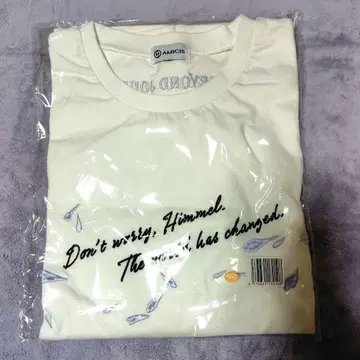 AMICIS
Don't worry, Himmel.
The world, has changed.